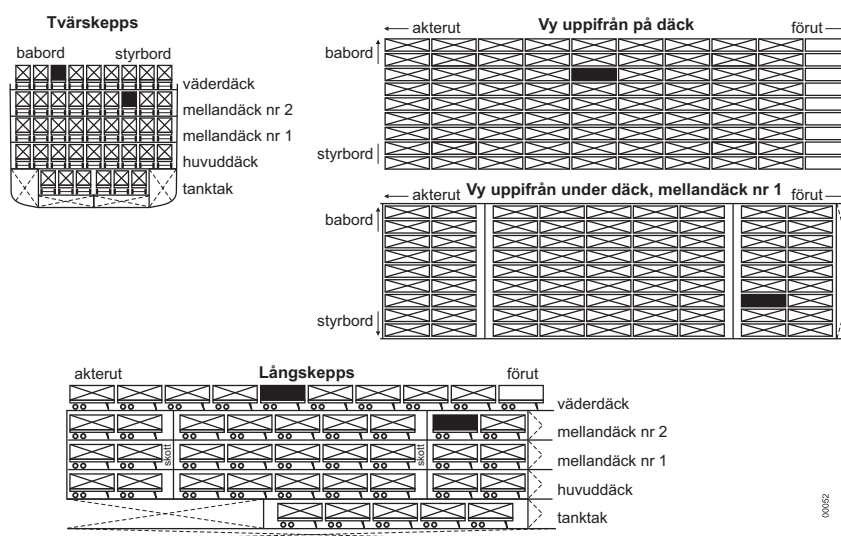 Tvärskepps
babord styrbord
väderdäck
mellandäck nr 2
mellandäck nr 1
huvuddäck
tanktak
akterut Vy uppifrån på däck förut
babord
styrbord
akterut Vy uppifrån under däck, mellandäck nr 1 förut
babord
styrbord
akterut Långskepps förut
väderdäck
mellandäck nr 2
skott skott mellandäck nr 1
huvuddäck
tanktak
00052